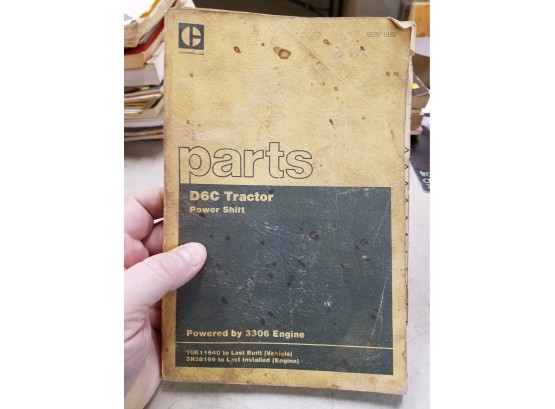 CATERPILLAR
parts
D6C Tractor
Power Shift
Powered by 3306 Engine
10K11640 to Last Built (Vehicle)
3N38169 to Last Installed (Engine)